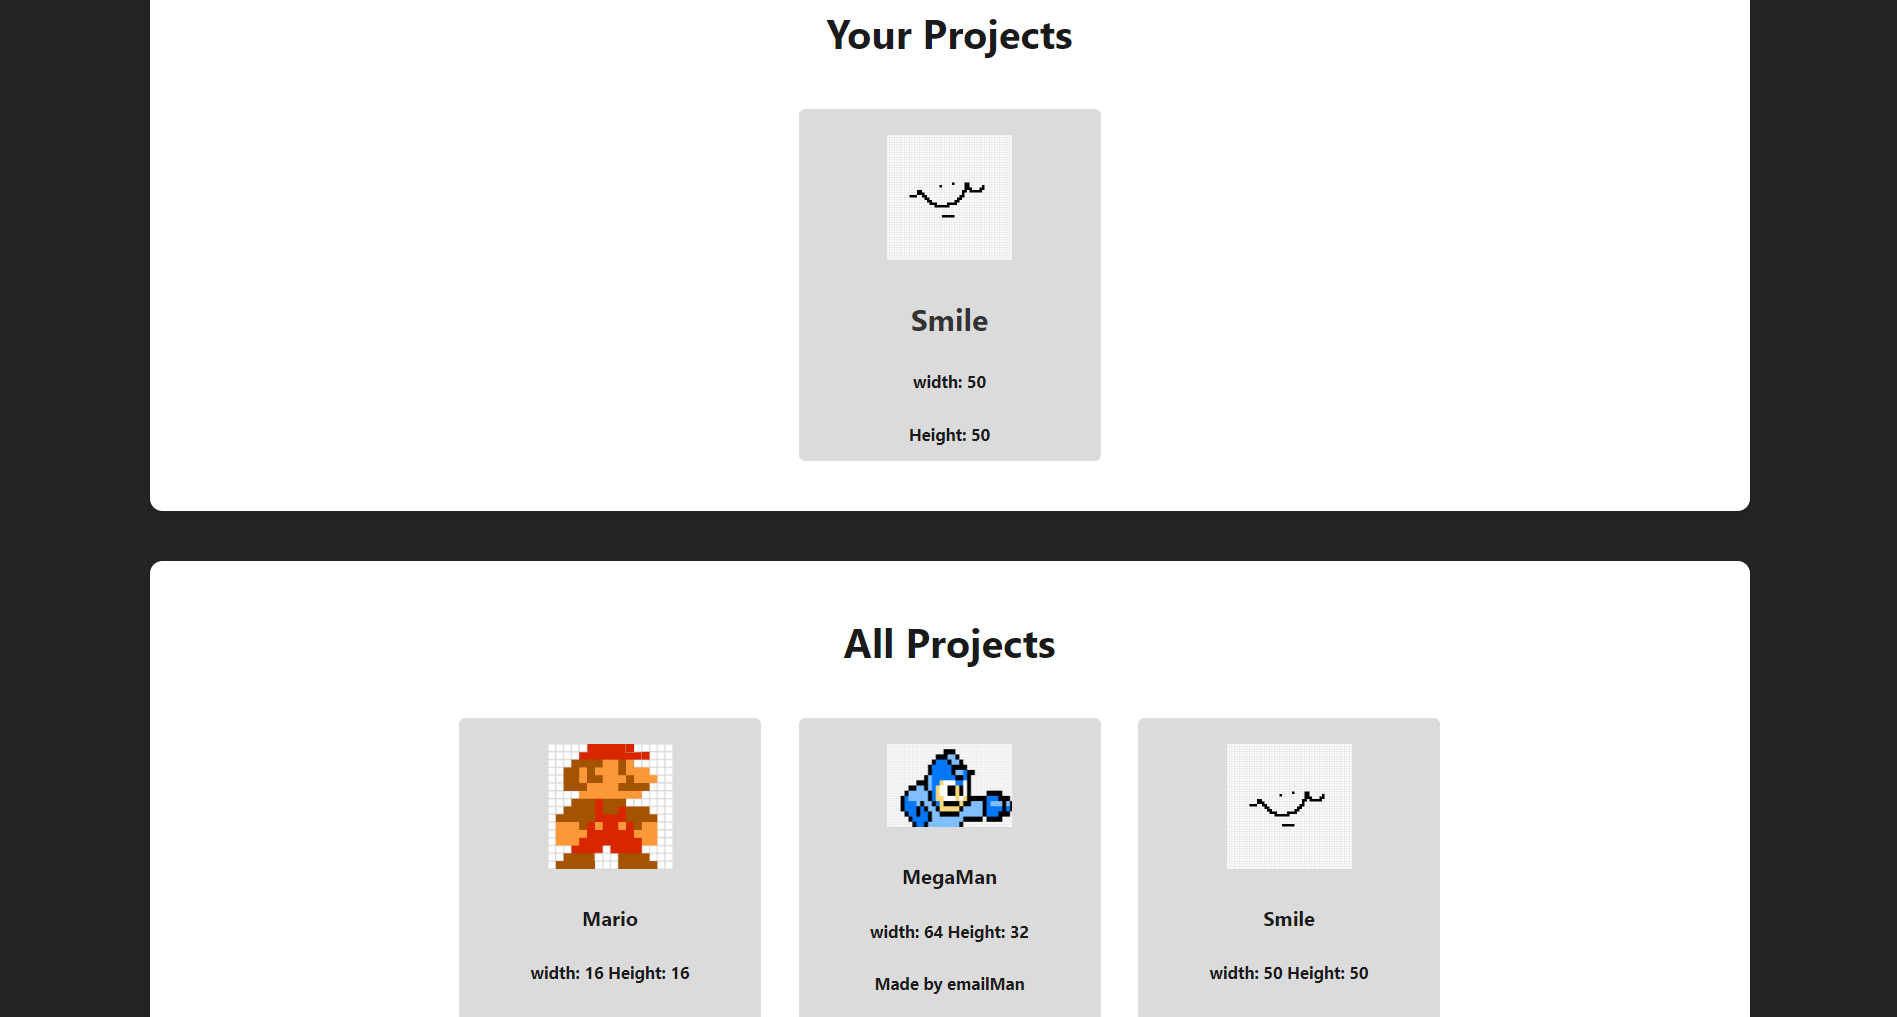 Your Projects
Smile
width: 50
Height: 50
All Projects
Mario
width: 16 Height: 16
MegaMan
width: 64 Height: 32
Made by emailMan
Smile
width: 50 Height: 50